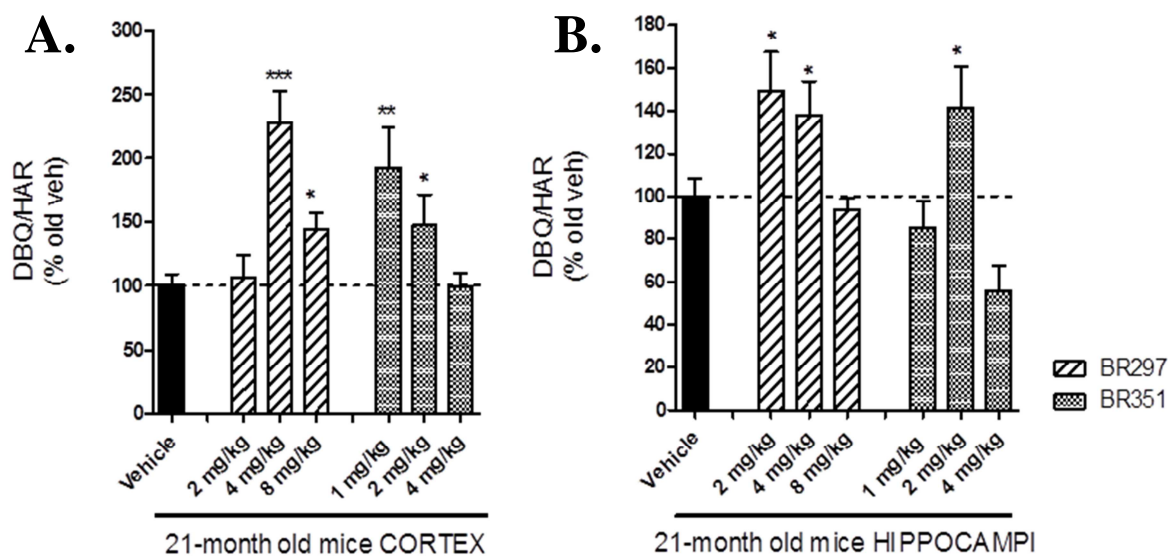 A.
DBQ/HAR
(% old veh)
300
250
200
150
100
50
0
***
*
**
*
Vehicle
2 mg/kg
4 mg/kg
8 mg/kg
1 mg/kg
2 mg/kg
4 mg/kg
21-month old mice CORTEX
B.
DBQ/HAR
(% old veh)
180
160
140
120
100
80
60
40
20
0
*
*
*
Vehicle
2 mg/kg
4 mg/kg
8 mg/kg
1 mg/kg
2 mg/kg
4 mg/kg
21-month old mice HIPPOCAMPI
BR297
BR351